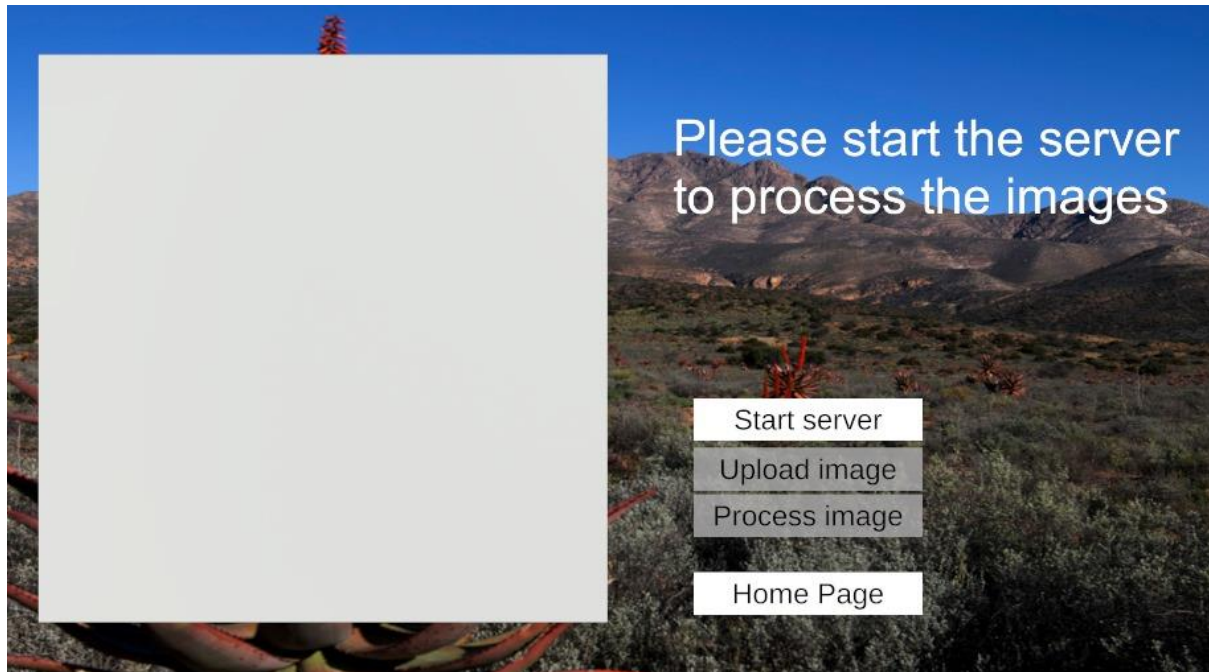 Please start the server
to process the images
Start server
Upload image
Process image
Home Page